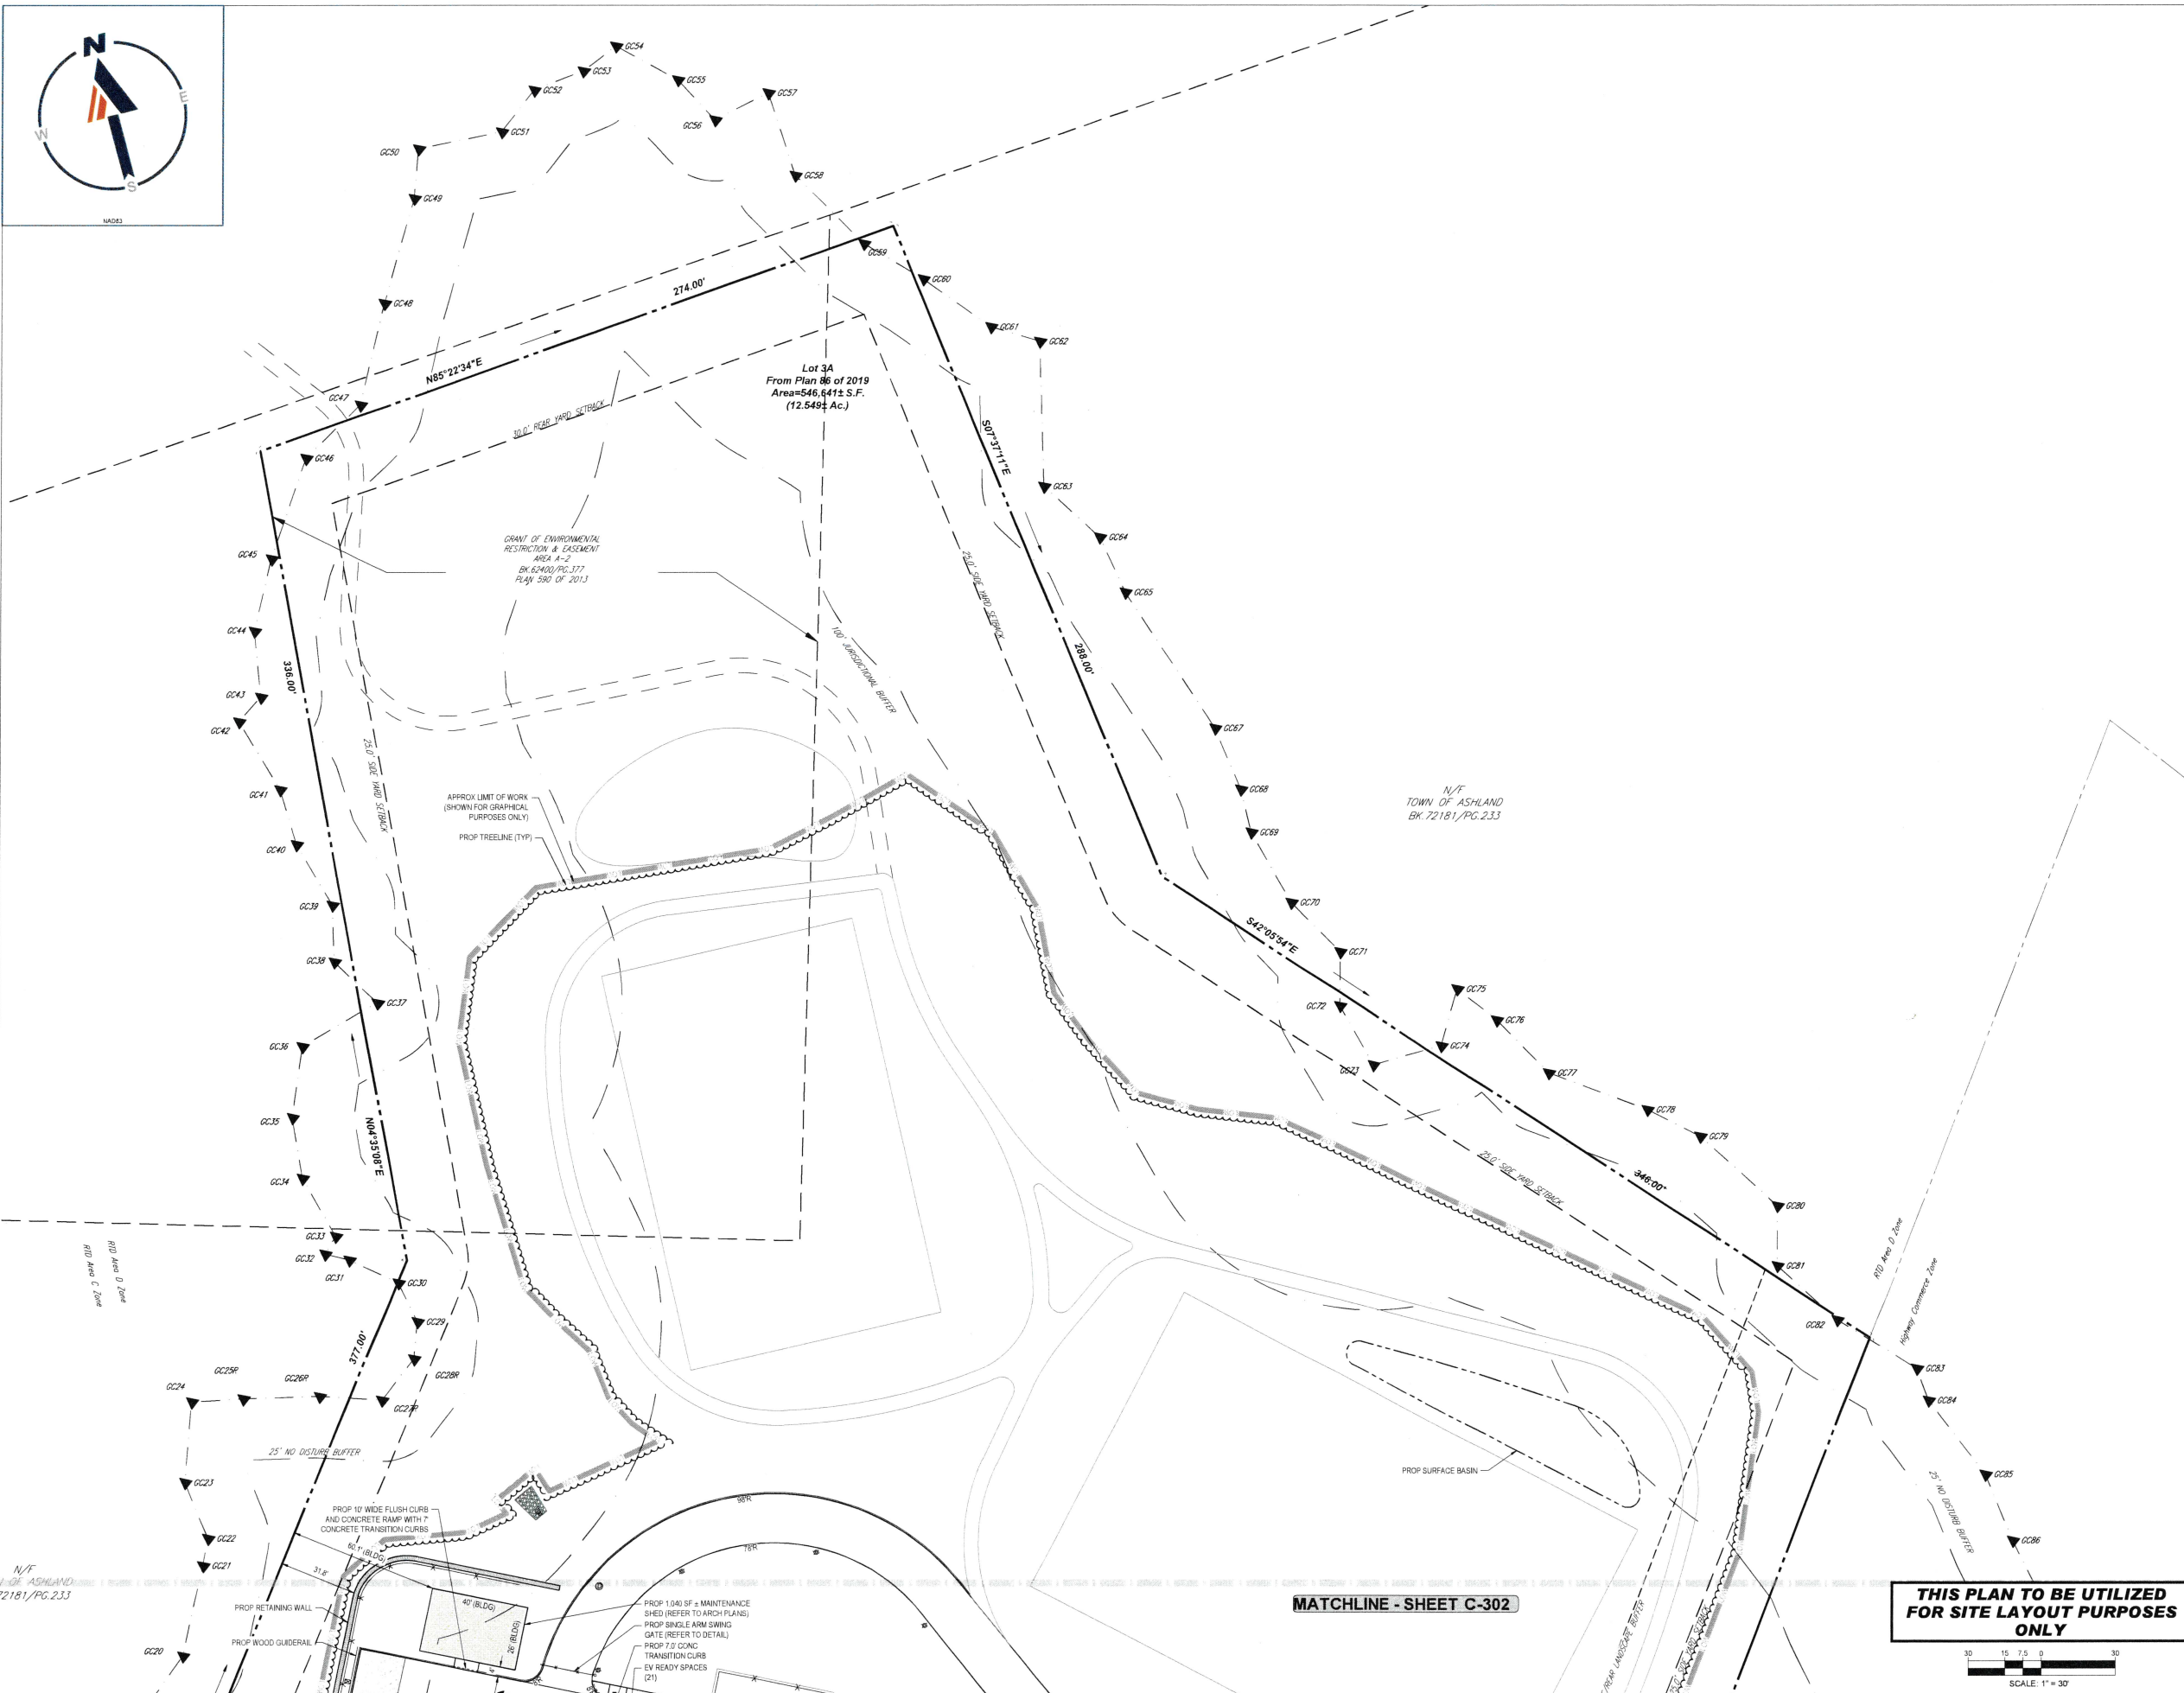 N
E
W
S
NAD83
GC54
GC53
GC55
GC52
GC57
GC56
GC51
GC50
GC58
GC49
GC59
GC60
274.00'
GC48
GC61
GC62
N85°22'34"E
Lot 3A
From Plan 86 of 2019
Area=546,641± S.F.
(12.549± Ac.)
GC47
30.0' REAR YARD SETBACK
S07°37'11"E
GC46
GC63
GRANT OF ENVIRONMENTAL
RESTRICTION & EASEMENT
AREA A-2
BK.62400/PG.377
PLAN 590 OF 2013
GC64
GC45
25.0' SIDE YARD SETBACK
GC65
GC44
100' JURISDICTIONAL BUFFER
288.00'
336.00'
GC43
GC42
GC67
25.0' SIDE YARD SETBACK
GC41
GC68
N/F
TOWN OF ASHLAND
BK.72181/PG.233
APPROX LIMIT OF WORK
(SHOWN FOR GRAPHICAL
PURPOSES ONLY)
PROP TREELINE (TYP)
GC69
GC40
GC39
GC70
S42°05'54"E
GC71
GC38
GC37
GC72
GC75
GC76
GC36
GC74
GC73
GC77
GC35
GC78
N04°35'08"E
GC79
GC34
25.0' SIDE YARD SETBACK
346.00'
GC80
GC33
GC32
GC31
GC30
RTD Area C Zone
RTD Area D Zone
RTD Area D Zone
Highway Commerce Zone
GC81
GC82
GC29
377.00'
GC83
GC28R
GC25R
GC26R
GC24
GC27R
GC84
25' NO DISTURB BUFFER
PROP SURFACE BASIN
GC85
25' NO DISTURB BUFFER
GC23
98'R
PROP 10' WIDE FLUSH CURB
AND CONCRETE RAMP WITH 7'
CONCRETE TRANSITION CURBS
GC22
GC86
78'R
60.1' (BLDG)
GC21
31.8'
N/F
OF ASHLAND
72181/PG.233
PROP RETAINING WALL
40' (BLDG)
26' (BLDG)
PROP 1,040 SF ± MAINTENANCE
SHED (REFER TO ARCH PLANS)
PROP SINGLE ARM SWING
GATE (REFER TO DETAIL)
PROP 7.0' CONC
TRANSITION CURB
EV READY SPACES
(21)
PROP WOOD GUIDERAIL
GC20
MATCHLINE - SHEET C-302
/REAR LANDSCAPE BUFFER
25.0' SIDE YARD SETBACK
THIS PLAN TO BE UTILIZED
FOR SITE LAYOUT PURPOSES
ONLY
30 15 7.5 0 30
SCALE: 1" = 30'